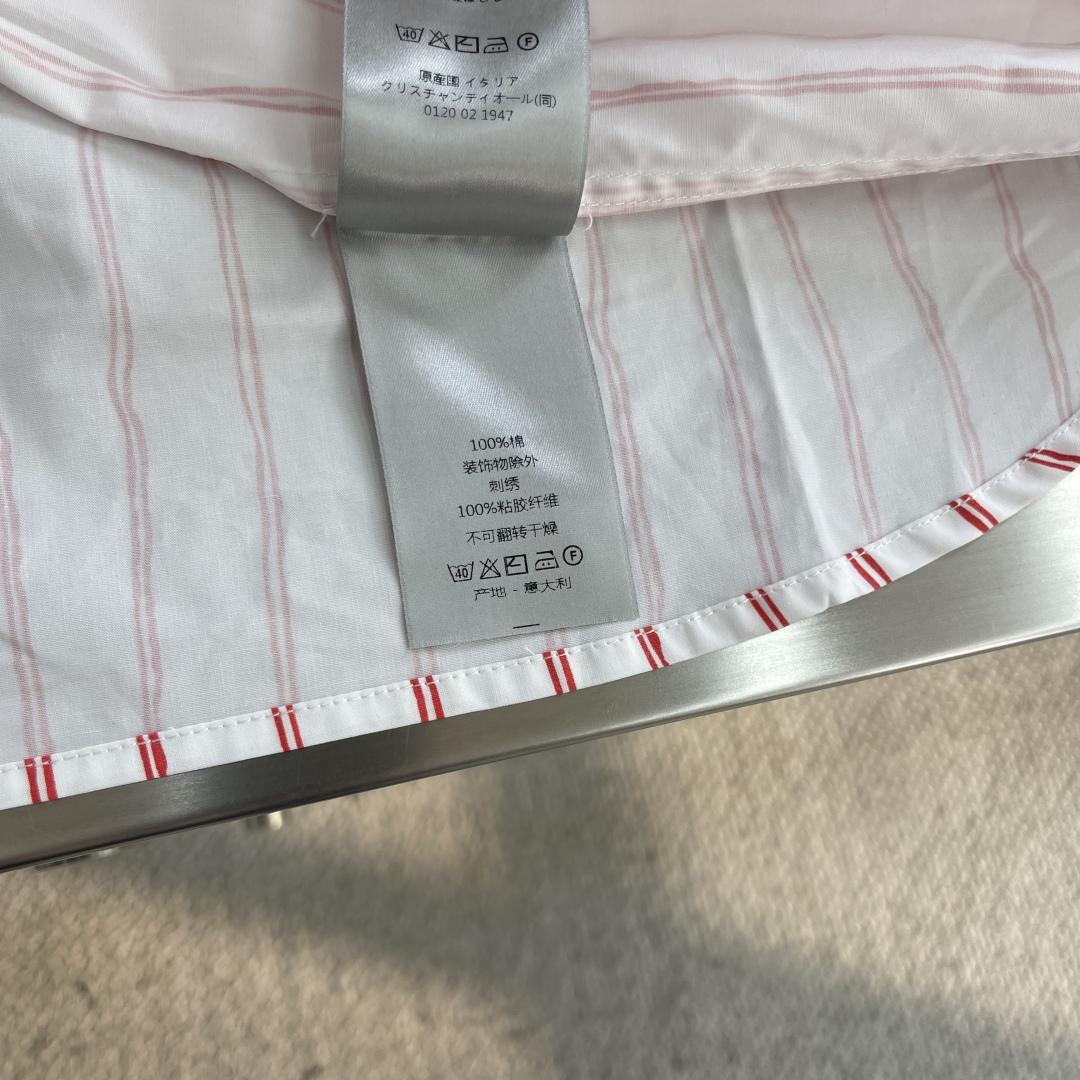 40 F
原産国 イタリア
クリスチャンディオール(同)
0120 02 1947
100%棉
装饰物除外
刺绣
100%粘胶纤维
不可翻转干燥
40 F
产地 - 意大利